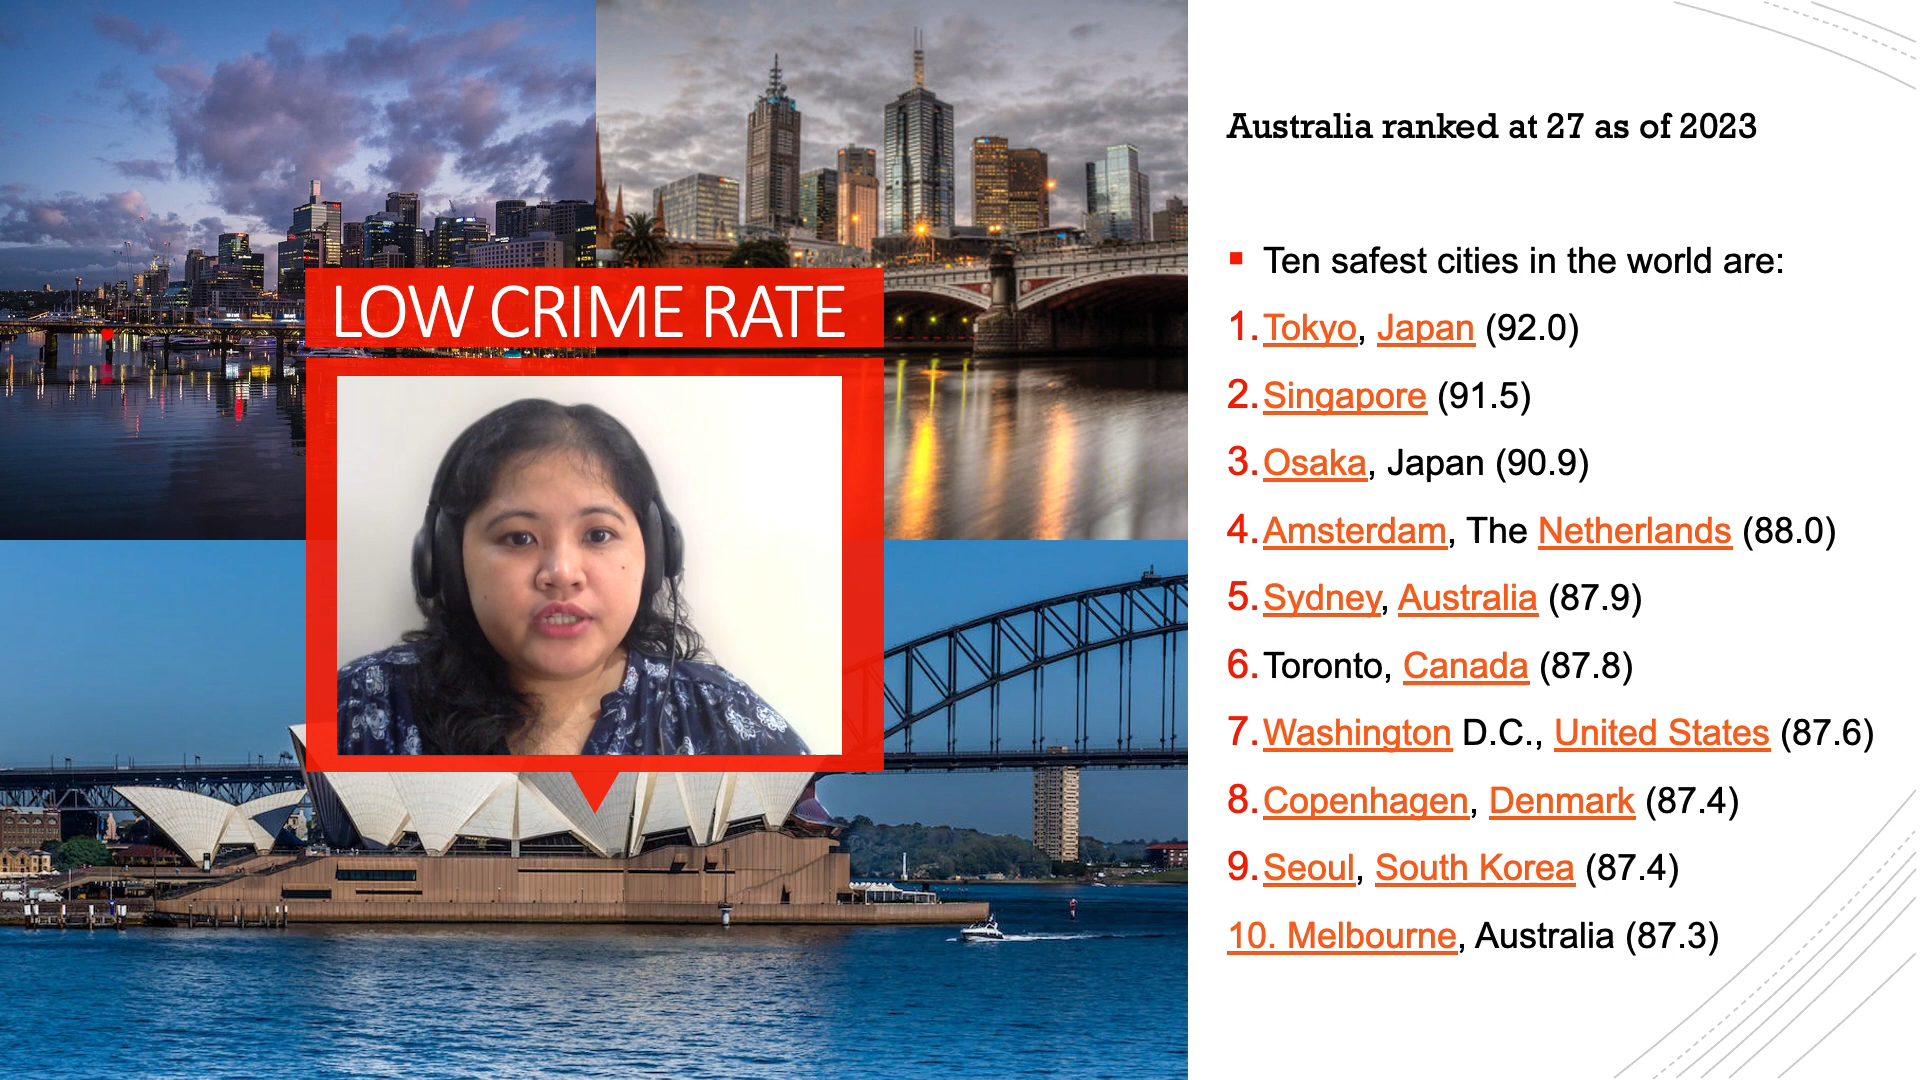 LOW CRIME RATE
Australia ranked at 27 as of 2023
Ten safest cities in the world are:
1. Tokyo, Japan (92.0)
2. Singapore (91.5)
3. Osaka, Japan (90.9)
4. Amsterdam, The Netherlands (88.0)
5. Sydney, Australia (87.9)
6. Toronto, Canada (87.8)
7. Washington D.C., United States (87.6)
8. Copenhagen, Denmark (87.4)
9. Seoul, South Korea (87.4)
10. Melbourne, Australia (87.3)